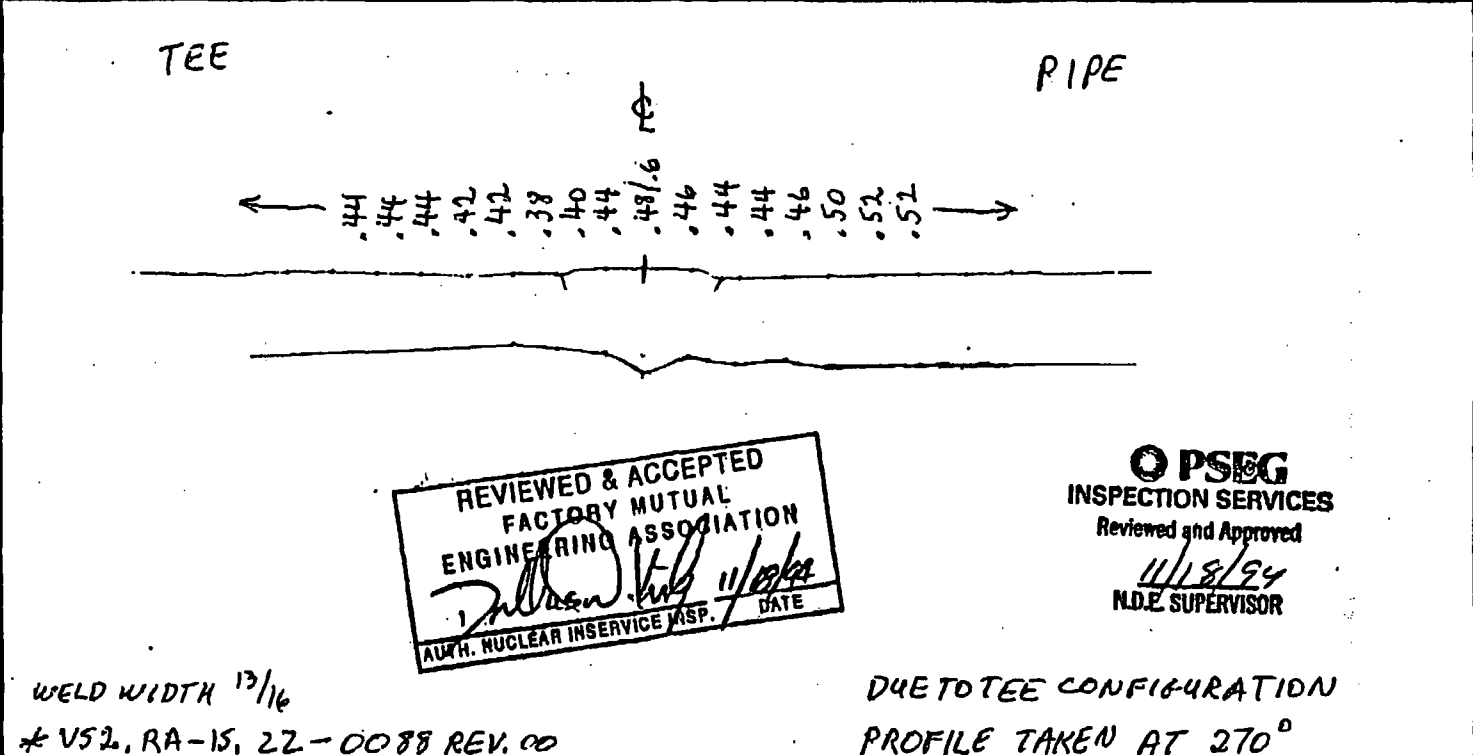 TEE
PIPE
℄
.44 .44 .44 .42 .42 .38 .40 .44 .48/.6 .46 .44 .44 .46 .50 .52 .52
REVIEWED & ACCEPTED
FACTORY MUTUAL
ENGINEERING ASSOCIATION
11/18/94
AUTH. NUCLEAR INSERVICE INSP. DATE
PSEG
INSPECTION SERVICES
Reviewed and Approved
11/18/94
N.D.E. SUPERVISOR
WELD WIDTH 13/16
* VS2, RA-15, 22-0088 REV. 00
DUE TO TEE CONFIGURATION
PROFILE TAKEN AT 270°